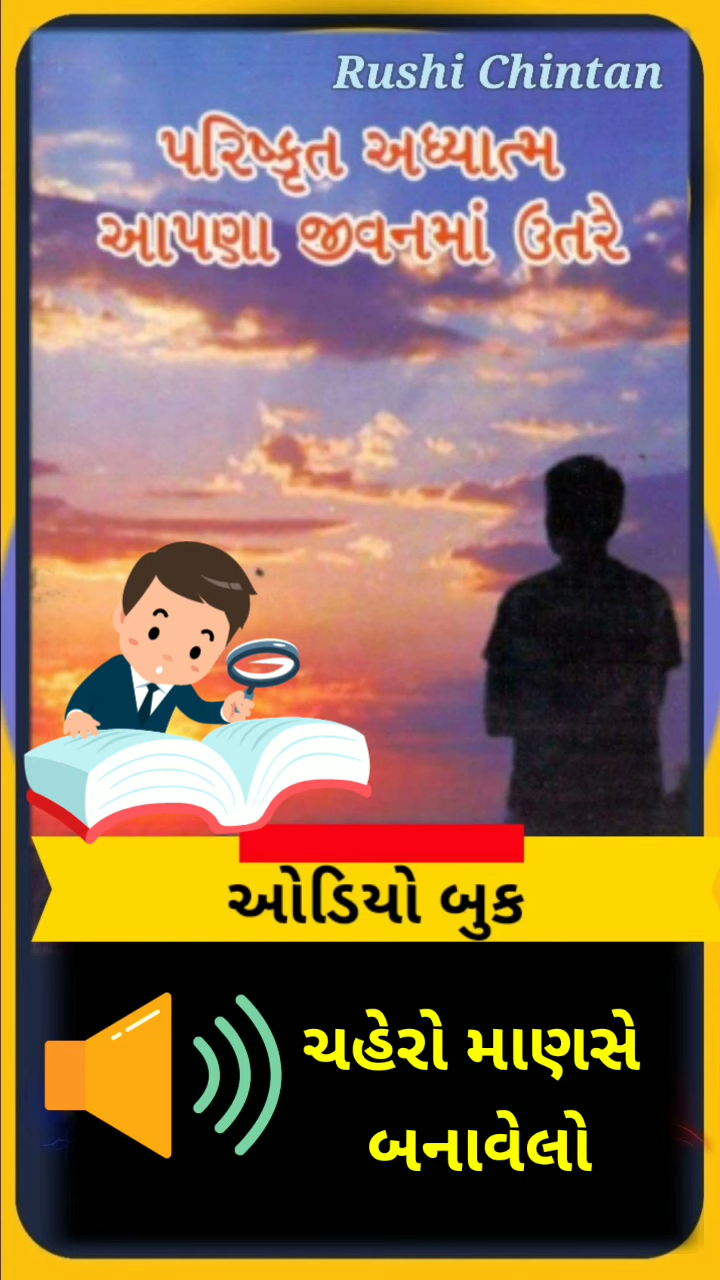 Rushi Chintan
પરિષ્કૃત અધ્યાત્મ
આપણા જીવનમાં ઉતરે
ઓડિયો બુક
ચહેરો માણસે
બનાવેલો